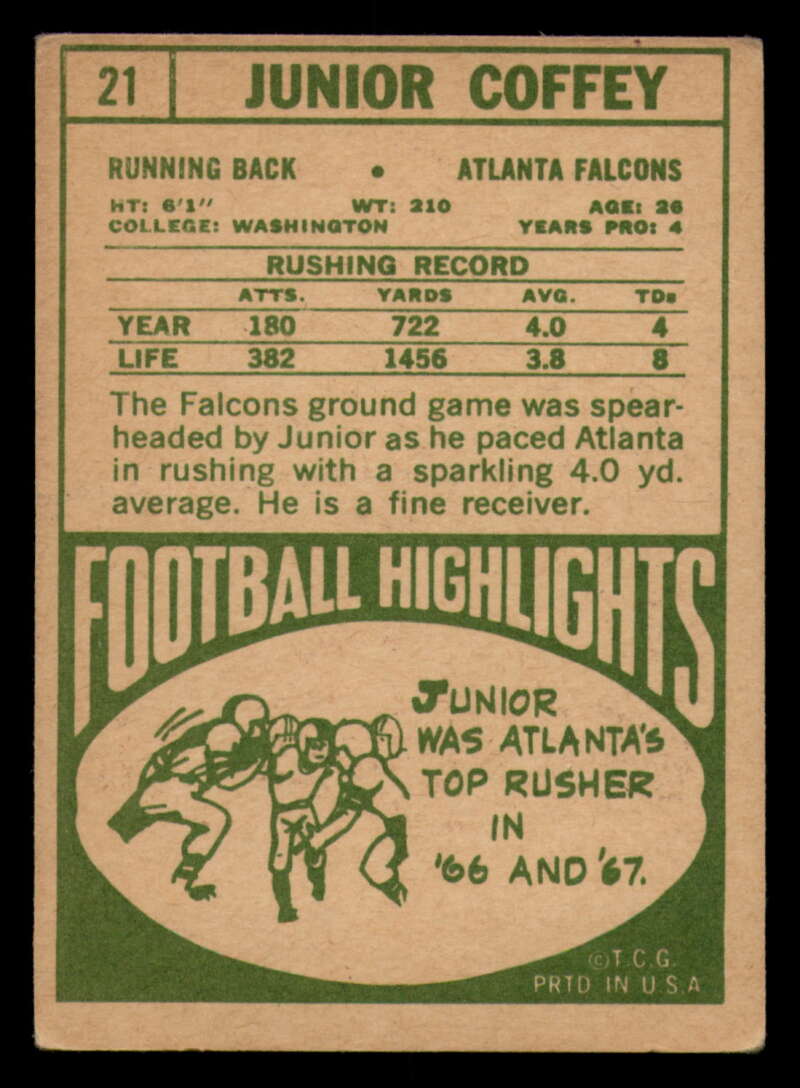 21 JUNIOR COFFEY
RUNNING BACK • ATLANTA FALCONS
HT: 6'1" WT: 210 AGE: 26
COLLEGE: WASHINGTON YEARS PRO: 4
RUSHING RECORD
ATTS. YARDS AVG. TDs
YEAR 180 722 4.0 4
LIFE 382 1456 3.8 8
The Falcons ground game was spear-
headed by Junior as he paced Atlanta
in rushing with a sparkling 4.0 yd.
average. He is a fine receiver.
FOOTBALL HIGHLIGHTS
JUNIOR
WAS ATLANTA'S
TOP RUSHER
IN
'66 AND '67.
©T.C.G.
PRTD IN U.S.A